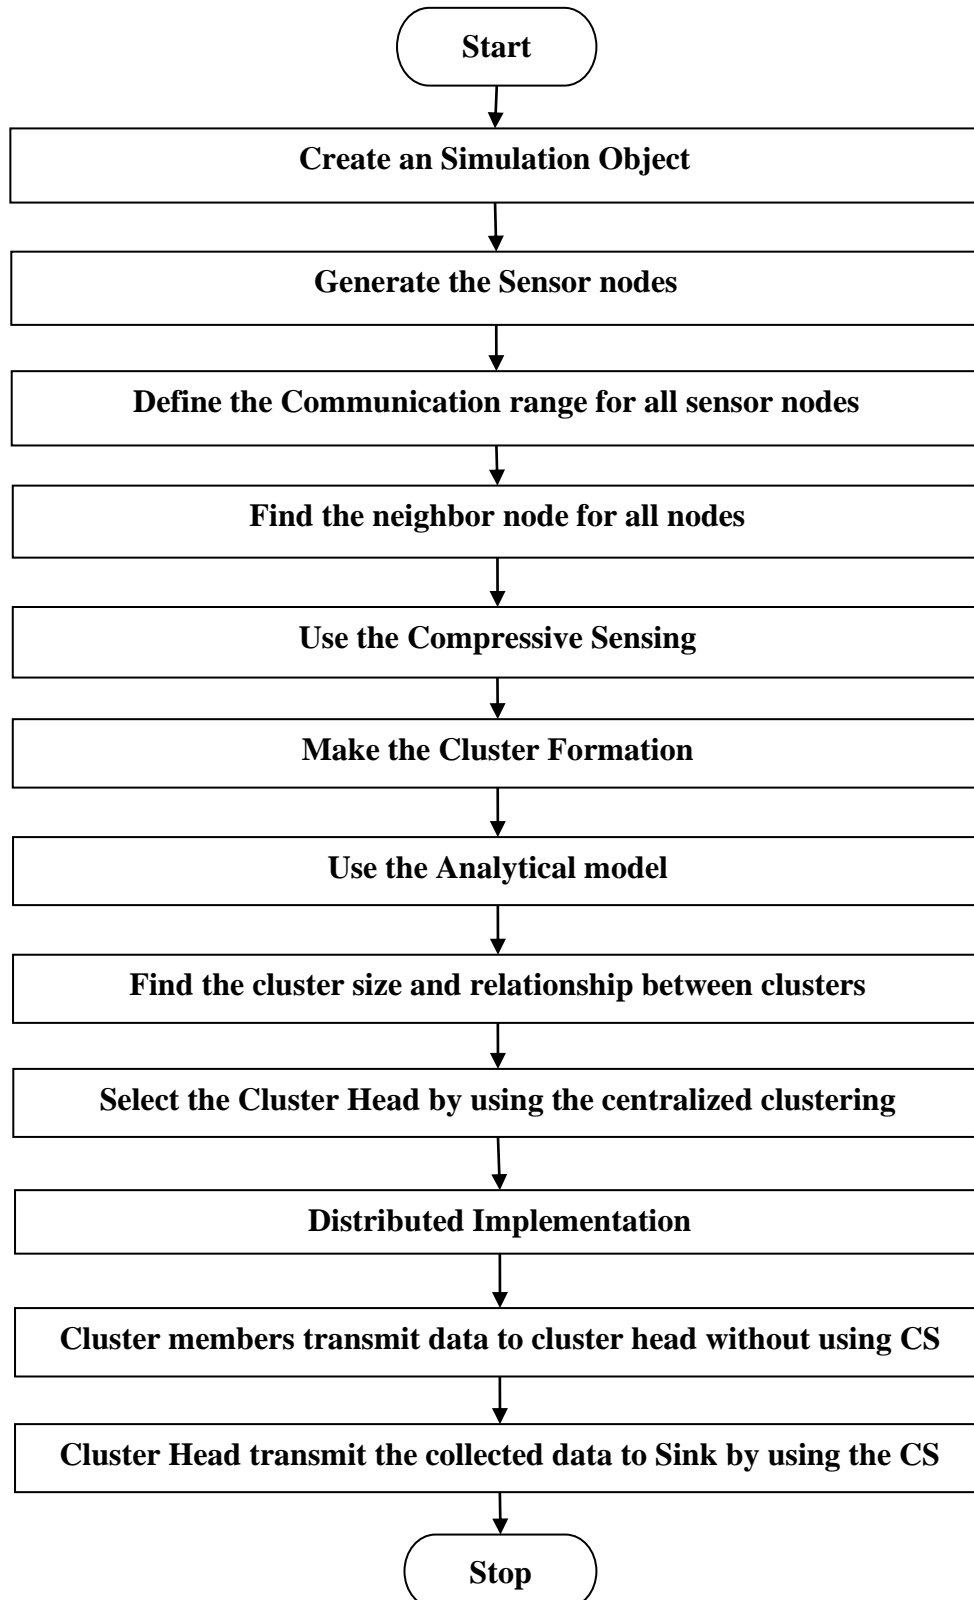 Start
Create an Simulation Object
Generate the Sensor nodes
Define the Communication range for all sensor nodes
Find the neighbor node for all nodes
Use the Compressive Sensing
Make the Cluster Formation
Use the Analytical model
Find the cluster size and relationship between clusters
Select the Cluster Head by using the centralized clustering
Distributed Implementation
Cluster members transmit data to cluster head without using CS
Cluster Head transmit the collected data to Sink by using the CS
Stop